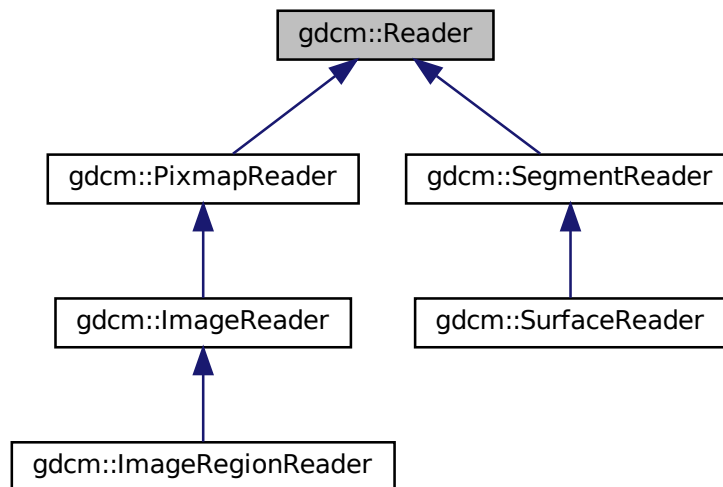 gdcm::Reader
gdcm::PixmapReader
gdcm::SegmentReader
gdcm::ImageReader
gdcm::SurfaceReader
gdcm::ImageRegionReader